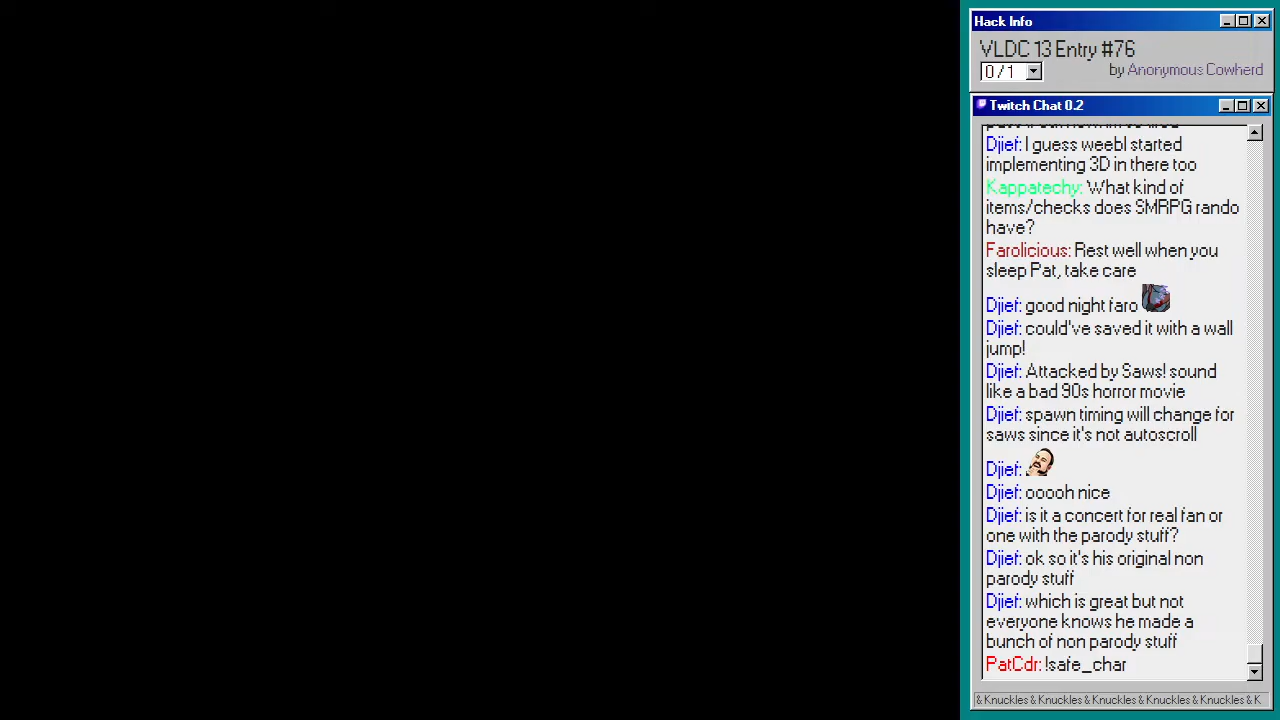 Hack Info
VLDC 13 Entry #76
0/1
by Anonymous Cowherd
Twitch Chat 0.2
Djief: I guess weebl started
implementing 3D in there too
Kappatechy: What kind of
items/checks does SMRPG rando
have?
Farolicious: Rest well when you
sleep Pat, take care
Djief: good night faro
Djief: could've saved it with a wall
jump!
Djief: Attacked by Saws! sound
like a bad 90s horror movie
Djief: spawn timing will change for
saws since it's not autoscroll
Djief:
Djief: ooooh nice
Djief: is it a concert for real fan or
one with the parody stuff?
Djief: ok so it's his original non
parody stuff
Djief: which is great but not
everyone knows he made a
bunch of non parody stuff
PatCdr: !safe_char
& Knuckles & Knuckles & Knuckles & Knuckles & Knuckles & K